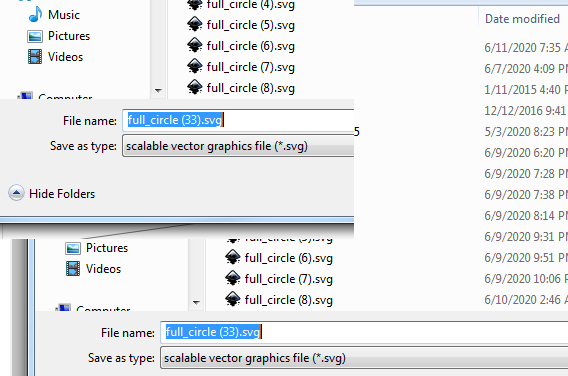 full_circle (4).svg
Music
full_circle (5).svg
Pictures
full_circle (6).svg
Videos
full_circle (7).svg
full_circle (8).svg
Computer
File name: full_circle (33).svg
Save as type: scalable vector graphics file (*.svg)
Hide Folders
Date modified
6/11/2020 7:35 A
6/7/2020 4:09 P
1/11/2015 4:40 P
12/12/2016 9:41
5
5/3/2020 8:23 P
6/9/2020 6:20 P
6/9/2020 7:28 P
6/9/2020 7:38 P
6/9/2020 8:14 P
6/9/2020 9:31 P
6/9/2020 9:51 P
6/9/2020 10:06 P
6/10/2020 2:46 A
Pictures
full_circle (5).svg
full_circle (6).svg
Videos
full_circle (7).svg
full_circle (8).svg
Computer
File name: full_circle (33).svg
Save as type: scalable vector graphics file (*.svg)